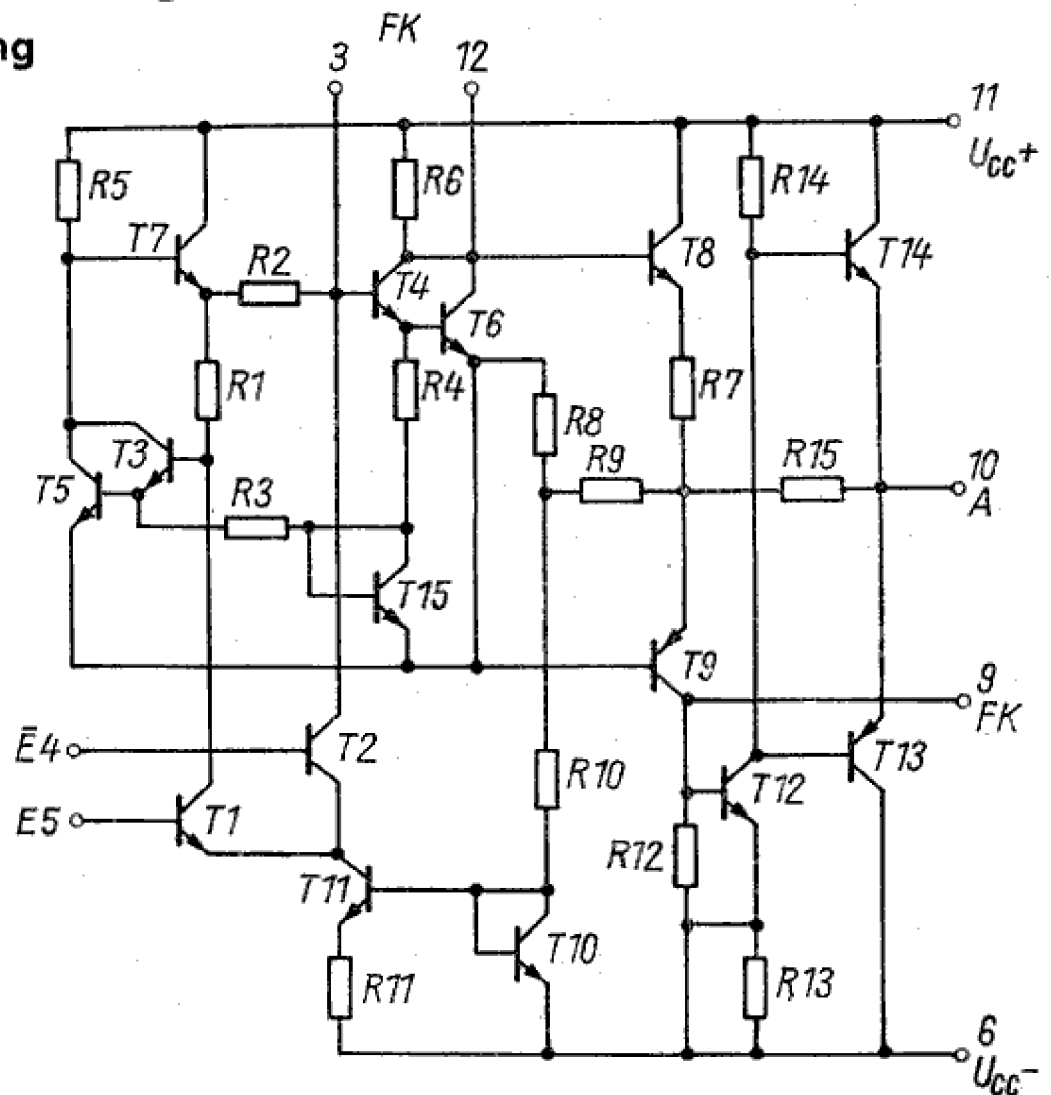 ng
FK
3
12
11
Ucc+
R5
R6
R14
T7
R2
T4
T8
T14
T6
R1
R4
R7
R8
T3
R9
R15
10
A
T5
R3
T15
T9
9
FK
Ē4
T2
R10
T12
T13
E5
T1
R12
T11
T10
R11
R13
6
Ucc-